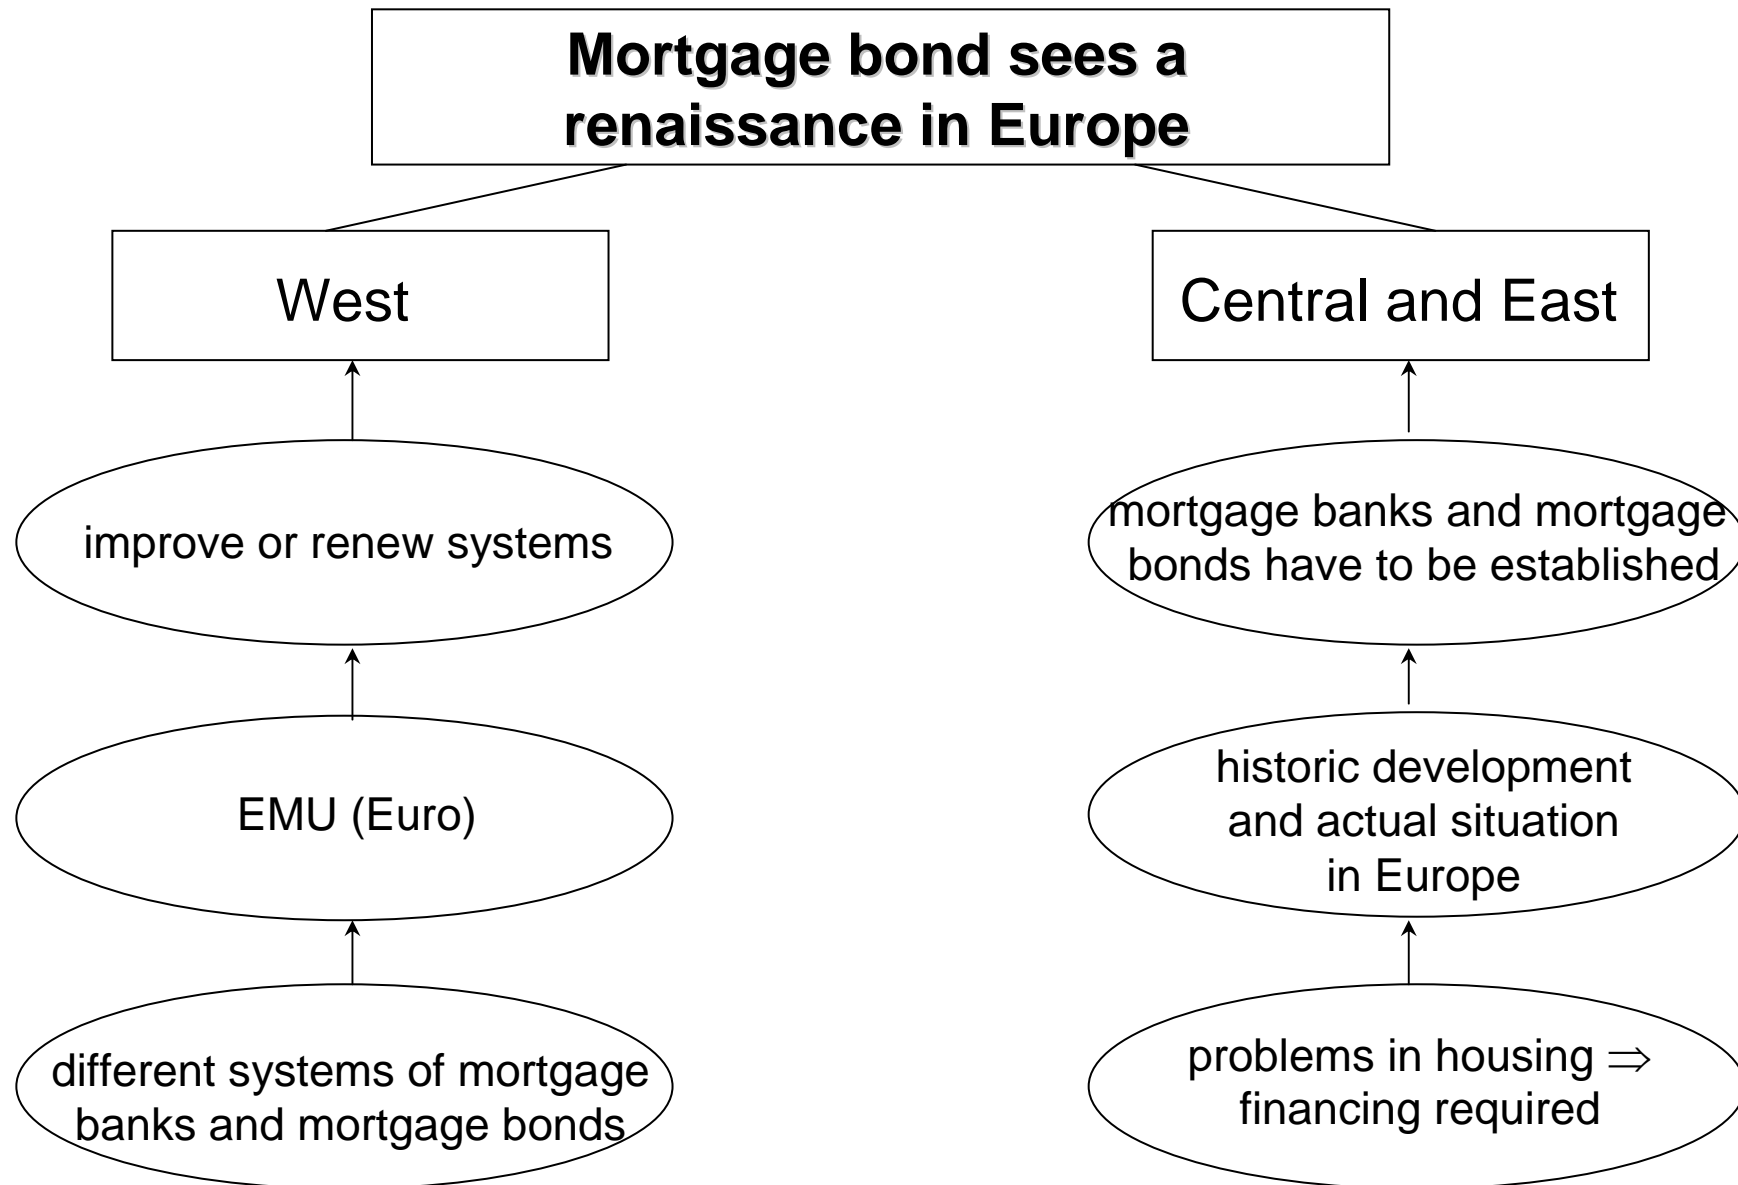 Mortgage bond sees a
renaissance in Europe
West
improve or renew systems
EMU (Euro)
different systems of mortgage
banks and mortgage bonds
Central and East
mortgage banks and mortgage
bonds have to be established
historic development
and actual situation
in Europe
problems in housing ⇒
financing required